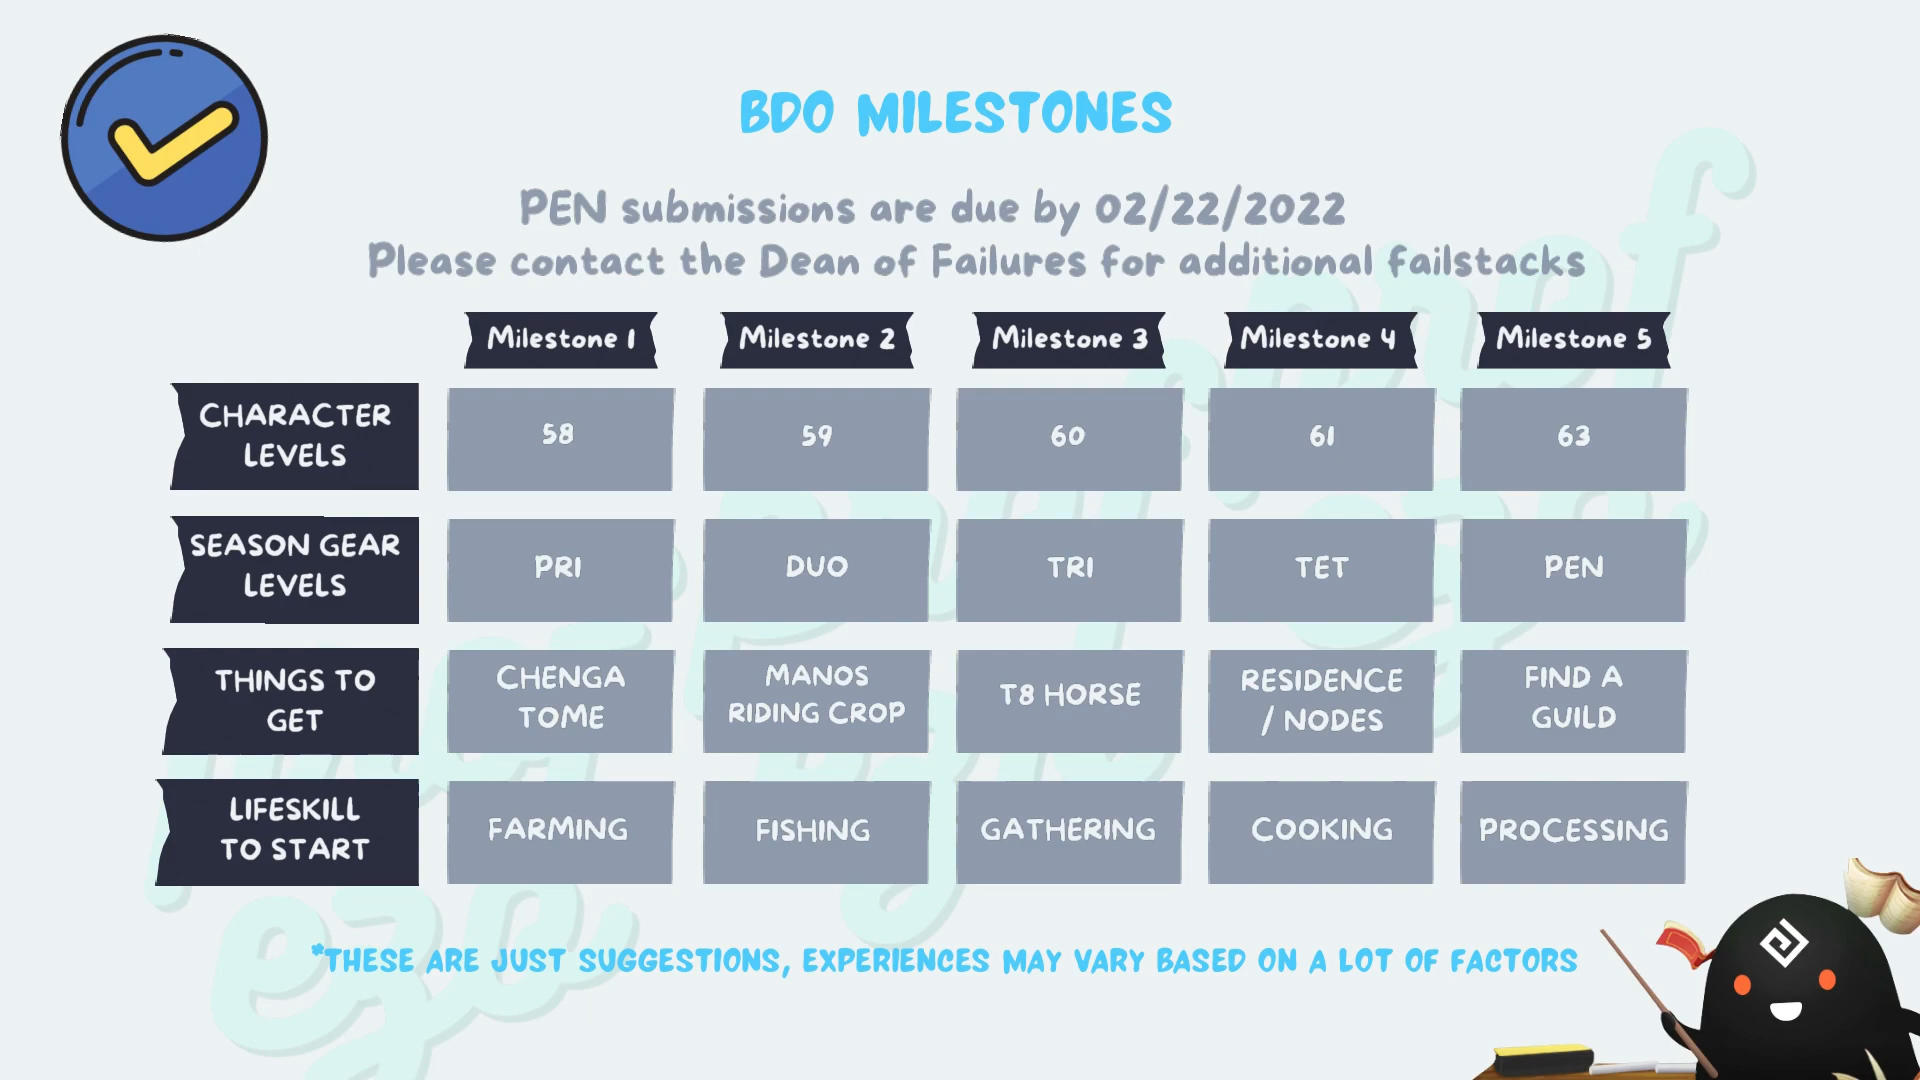 BDO MILESTONES
PEN submissions are due by 02/22/2022
Please contact the Dean of Failures for additional failstacks
Milestone 1 Milestone 2 Milestone 3 Milestone 4 Milestone 5
CHARACTER
LEVELS
58 59 60 61 63
SEASON GEAR
LEVELS
PRI DUO TRI TET PEN
THINGS TO
GET
CHENGA
TOME
MANOS
RIDING CROP
T8 HORSE
RESIDENCE
/ NODES
FIND A
GUILD
LIFESKILL
TO START
FARMING FISHING GATHERING COOKING PROCESSING
*THESE ARE JUST SUGGESTIONS, EXPERIENCES MAY VARY BASED ON A LOT OF FACTORS